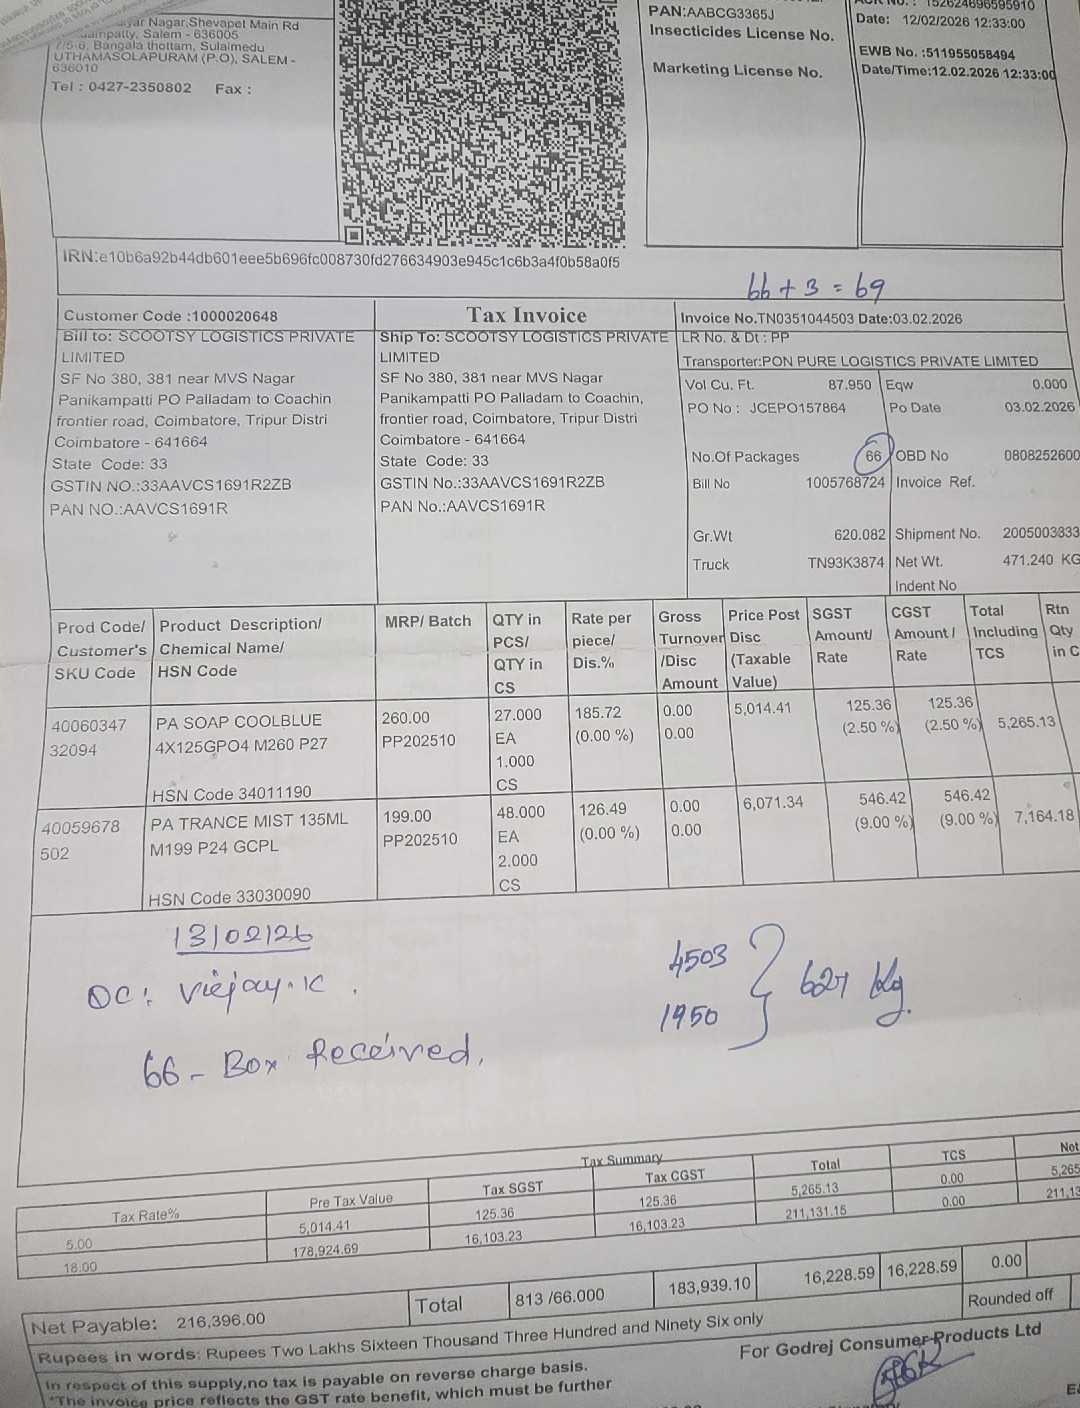 Nagar,Shevapet Main Rd
Salem - 636005
7/5-6, Bangala thottam, Sulaimedu
UTHAMASOLAPURAM (P.O), SALEM -
636010
Tel : 0427-2350802 Fax :
PAN:AABCG3365J
Insecticides License No.
Marketing License No.
152624696595910
Date: 12/02/2026 12:33:00
EWB No. :511955058494
Date/Time:12.02.2026 12:33:00
IRN:e10b6a92b44db601eee5b696fc008730fd276634903e945c1c6b3a4f0b58a0f5
66 + 3 = 69
Customer Code :1000020648
Bill to: SCOOTSY LOGISTICS PRIVATE
LIMITED
SF No 380, 381 near MVS Nagar
Panikampatti PO Palladam to Coachin
frontier road, Coimbatore, Tripur Distri
Coimbatore - 641664
State Code: 33
GSTIN NO.:33AAVCS1691R2ZB
PAN NO.:AAVCS1691R
Tax Invoice
Ship To: SCOOTSY LOGISTICS PRIVATE
LIMITED
SF No 380, 381 near MVS Nagar
Panikampatti PO Palladam to Coachin,
frontier road, Coimbatore, Tripur Distri
Coimbatore - 641664
State Code: 33
GSTIN No.:33AAVCS1691R2ZB
PAN No.:AAVCS1691R
Invoice No.TN0351044503 Date:03.02.2026
LR No. & Dt : PP
Transporter:PON PURE LOGISTICS PRIVATE LIMITED
Vol Cu. Ft. 87.950 Eqw 0.000
PO No : JCEPO157864 Po Date 03.02.2026
No.Of Packages 66 OBD No 0808252600
Bill No 1005768724 Invoice Ref.
Gr.Wt 620.082 Shipment No. 2005003833
Truck TN93K3874 Net Wt. 471.240 KG
Indent No
Prod Code/ Product Description/ MRP/ Batch QTY in Rate per Gross Price Post SGST CGST Total Rtn
Customer's Chemical Name/ PCS/ piece/ Turnover Disc Amount/ Amount / Including Qty
SKU Code HSN Code QTY in Dis.% /Disc (Taxable Rate Rate TCS in C
CS Amount Value)
40060347 PA SOAP COOLBLUE 260.00 27.000 185.72 0.00 5,014.41 125.36 125.36 5,265.13
32094 4X125GPO4 M260 P27 PP202510 EA (0.00 %) 0.00 (2.50 %) (2.50 %)
1.000
HSN Code 34011190 CS
40059678 PA TRANCE MIST 135ML 199.00 48.000 126.49 0.00 6,071.34 546.42 546.42 7,164.18
502 M199 P24 GCPL PP202510 EA (0.00 %) 0.00 (9.00 %) (9.00 %)
2.000
HSN Code 33030090 CS
13/02/26
4503
1950 } 627 Kg.
DC: Viejay.K.
66 - Box Received.
Tax Summary
Tax Rate% Pre Tax Value Tax SGST Tax CGST Total TCS Not
5.00 5,014.41 125.36 125.36 5,265.13 0.00 5,265
18.00 178,924.69 16,103.23 16,103.23 211,131.15 0.00 211,13
Net Payable: 216,396.00 Total 813 /66.000 183,939.10 16,228.59 16,228.59 0.00
Rounded off
Rupees in words: Rupees Two Lakhs Sixteen Thousand Three Hundred and Ninety Six only
For Godrej Consumer Products Ltd
In respect of this supply,no tax is payable on reverse charge basis.
*The invoice price reflects the GST rate benefit, which must be further